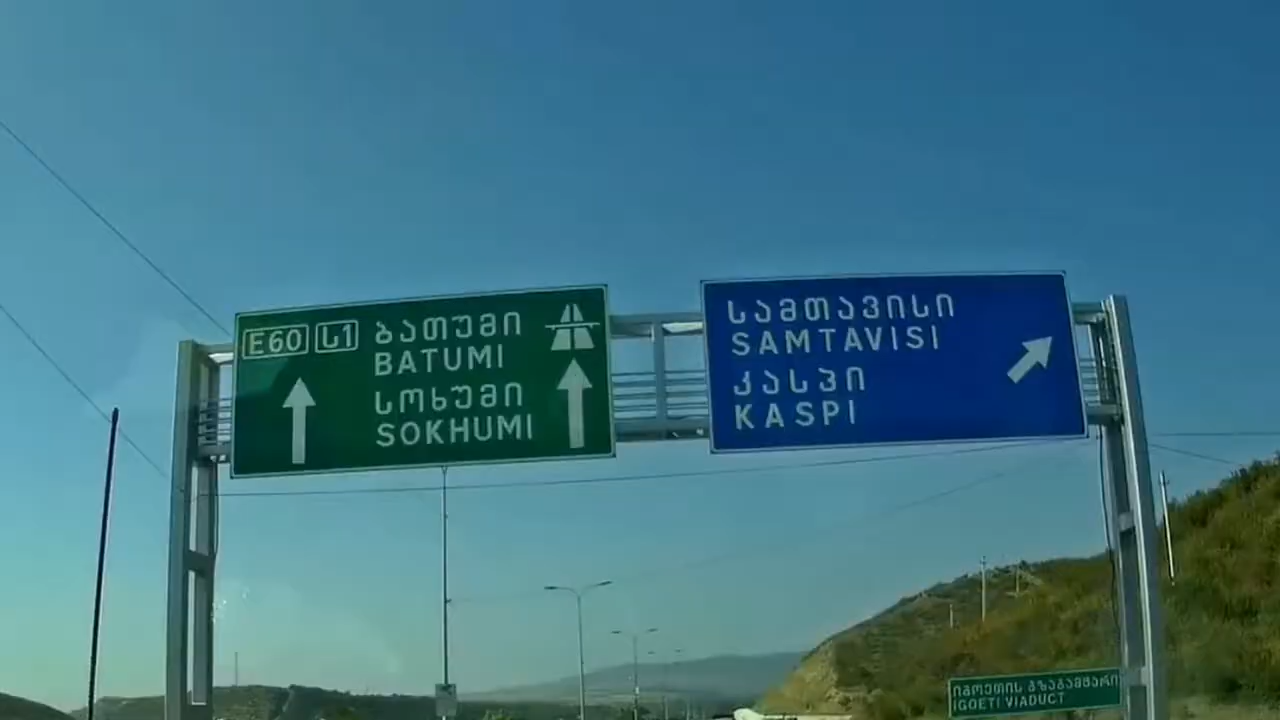 E60 ს1 ბათუმი
BATUMI
სოხუმი
SOKHUMI
სამთავისი
SAMTAVISI
კასპი
KASPI
იგოეთის გზაგამტარი
IGOETI VIADUCT